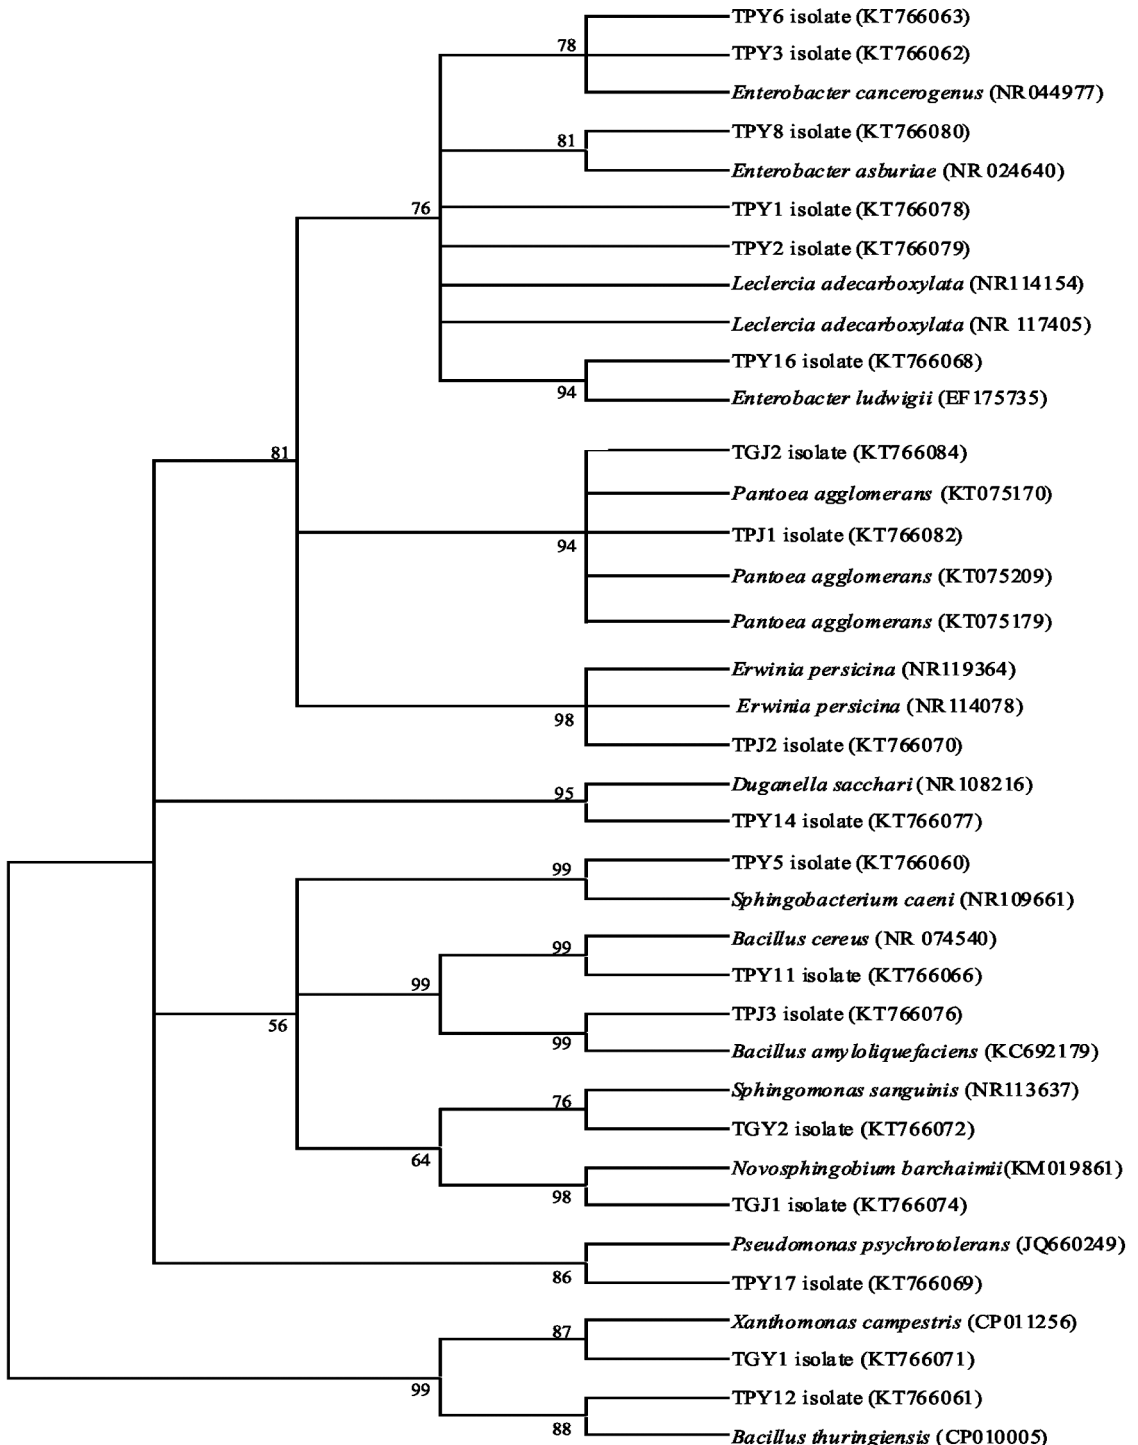 TPY6 isolate (KT766063)
78
TPY3 isolate (KT766062)
Enterobacter cancerogenus (NR044977)
TPY8 isolate (KT766080)
81
Enterobacter asburiae (NR 024640)
76
TPY1 isolate (KT766078)
TPY2 isolate (KT766079)
Leclercia adecarboxylata (NR114154)
Leclercia adecarboxylata (NR 117405)
TPY16 isolate (KT766068)
94
Enterobacter ludwigii (EF175735)
81
TGJ2 isolate (KT766084)
Pantoea agglomerans (KT075170)
TPJ1 isolate (KT766082)
94
Pantoea agglomerans (KT075209)
Pantoea agglomerans (KT075179)
Erwinia persicina (NR119364)
Erwinia persicina (NR114078)
98
TPJ2 isolate (KT766070)
Duganella sacchari (NR108216)
95
TPY14 isolate (KT766077)
TPY5 isolate (KT766060)
99
Sphingobacterium caeni (NR109661)
Bacillus cereus (NR 074540)
99
TPY11 isolate (KT766066)
99
TPJ3 isolate (KT766076)
56
99
Bacillus amyloliquefaciens (KC692179)
Sphingomonas sanguinis (NR113637)
76
TGY2 isolate (KT766072)
64
Novosphingobium barchaimii(KM019861)
98
TGJ1 isolate (KT766074)
Pseudomonas psychrotolerans (JQ660249)
86
TPY17 isolate (KT766069)
Xanthomonas campestris (CP011256)
87
TGY1 isolate (KT766071)
99
TPY12 isolate (KT766061)
88
Bacillus thuringiensis (CP010005)